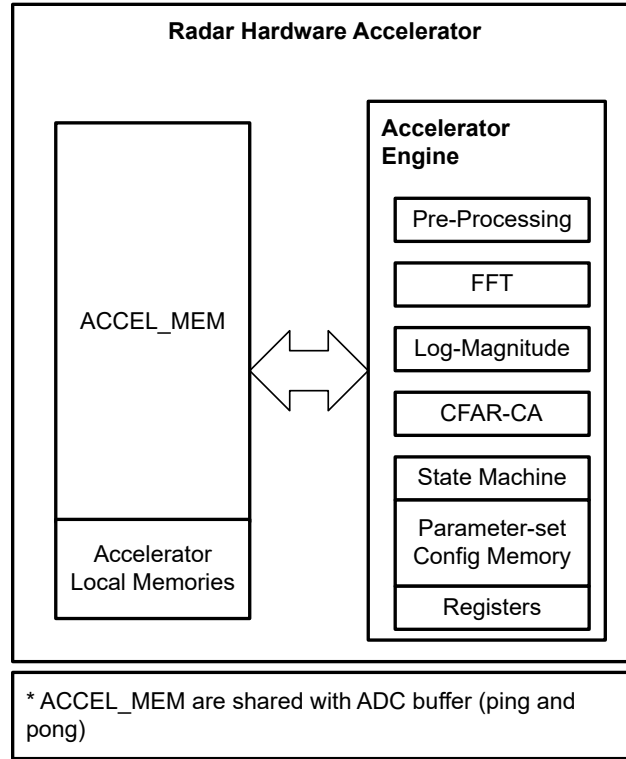 Radar Hardware Accelerator
ACCEL_MEM
Accelerator
Local Memories
Accelerator
Engine
Pre-Processing
FFT
Log-Magnitude
CFAR-CA
State Machine
Parameter-set
Config Memory
Registers
* ACCEL_MEM are shared with ADC buffer (ping and
pong)